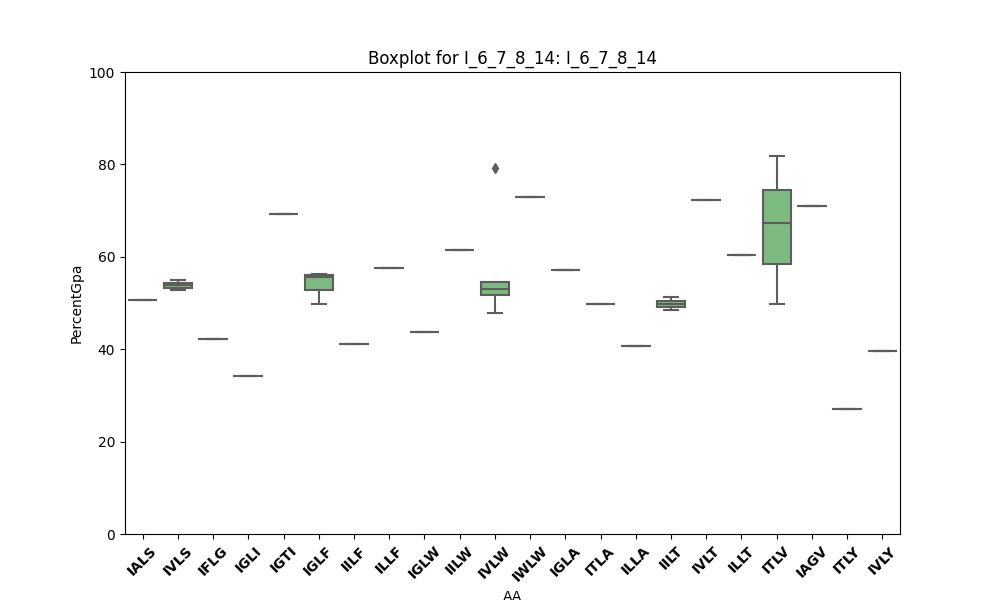 Boxplot for I_6_7_8_14: I_6_7_8_14
100
80
60
40
20
0
PercentGpa
IALS IVLS IFLG IGLI IGTI IGLF IILF ILLF IGLW IILW IVLW IWLW IGLA ITLA ILLA IILT IVLT ILLT ITLV IAGV ITLY IVLY
AA